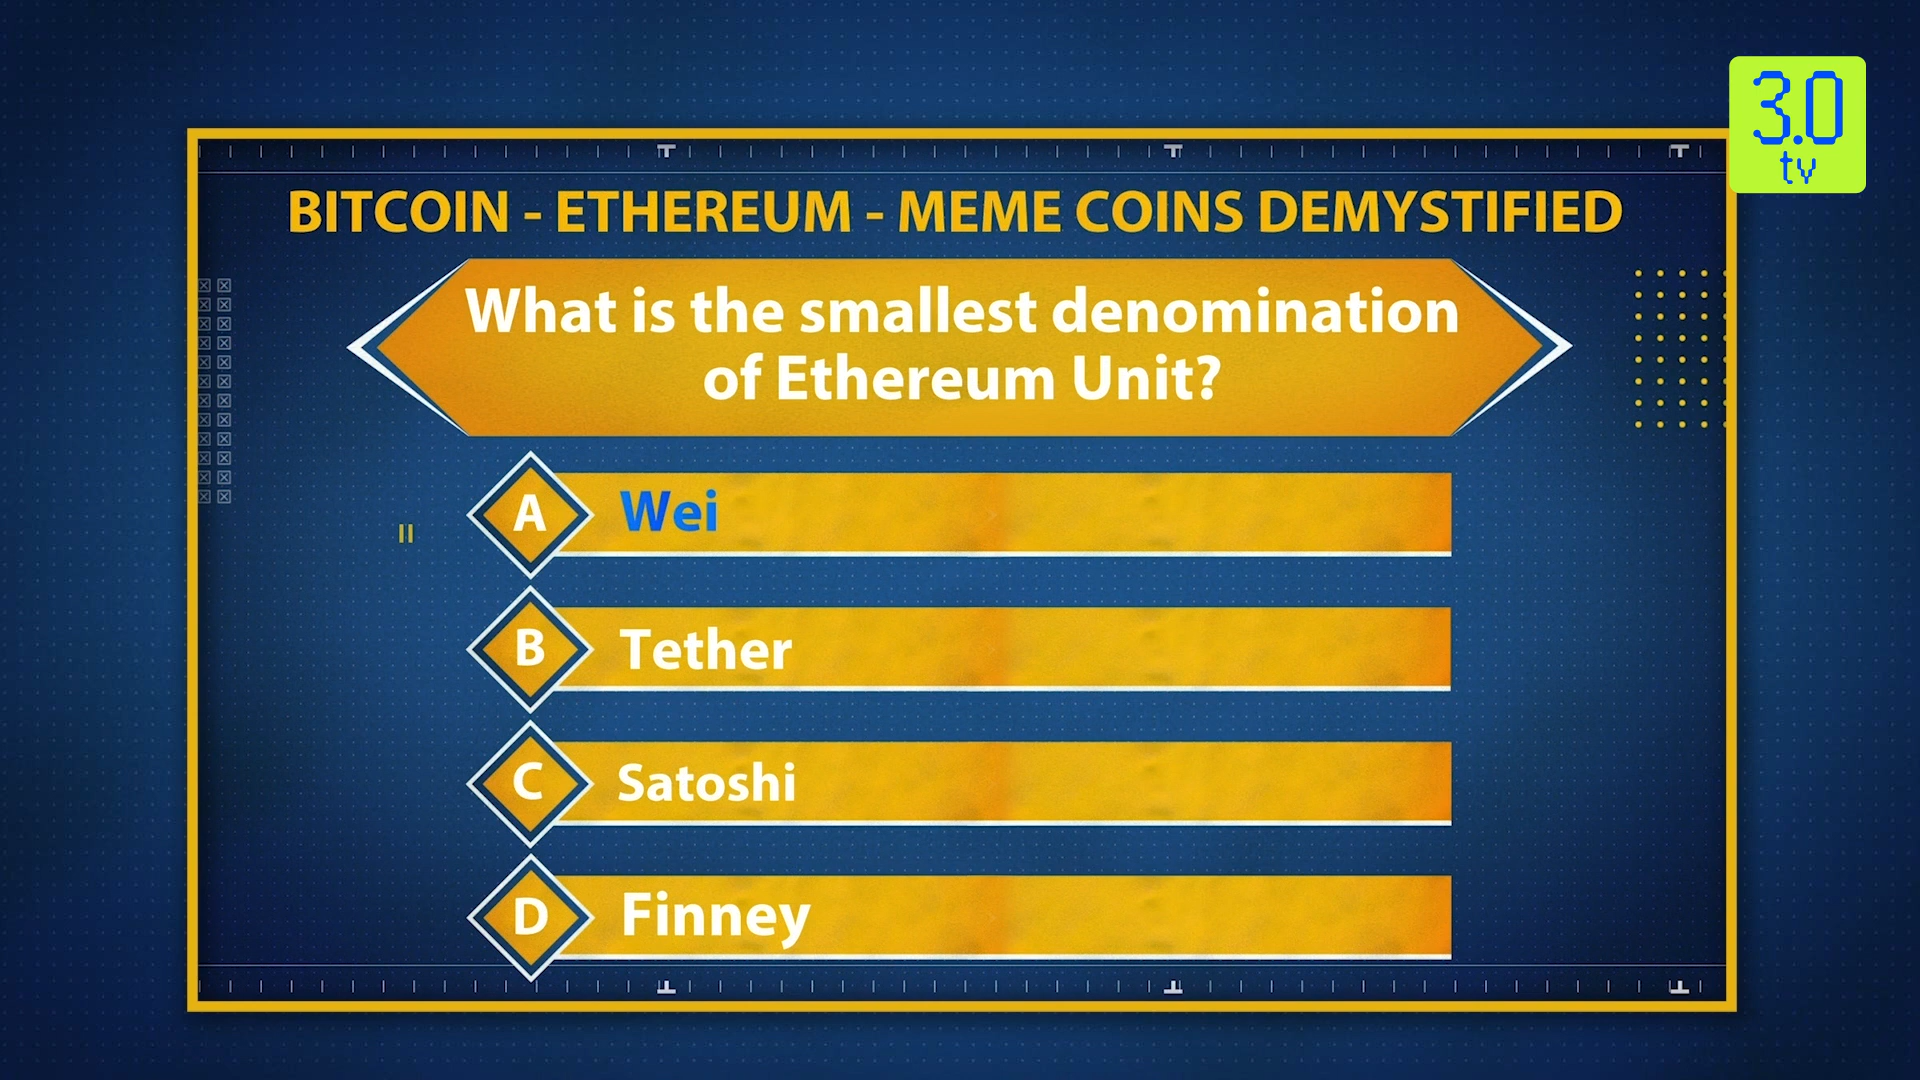 3.0
tv
BITCOIN - ETHEREUM - MEME COINS DEMYSTIFIED
What is the smallest denomination
of Ethereum Unit?
A Wei
B Tether
C Satoshi
D Finney